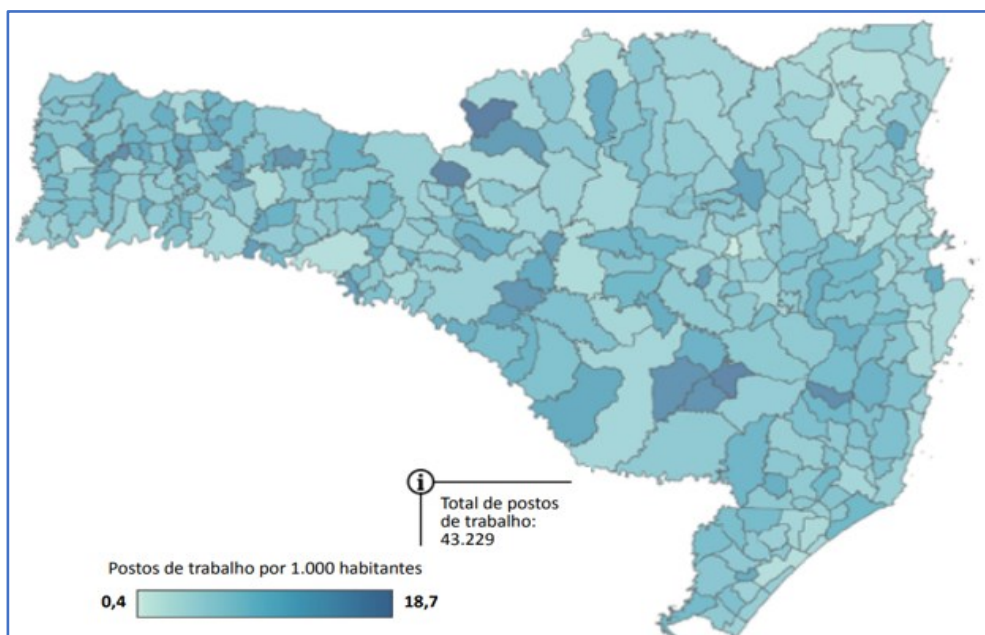 i
Total de postos
de trabalho:
43.229
Postos de trabalho por 1.000 habitantes
0,4
18,7